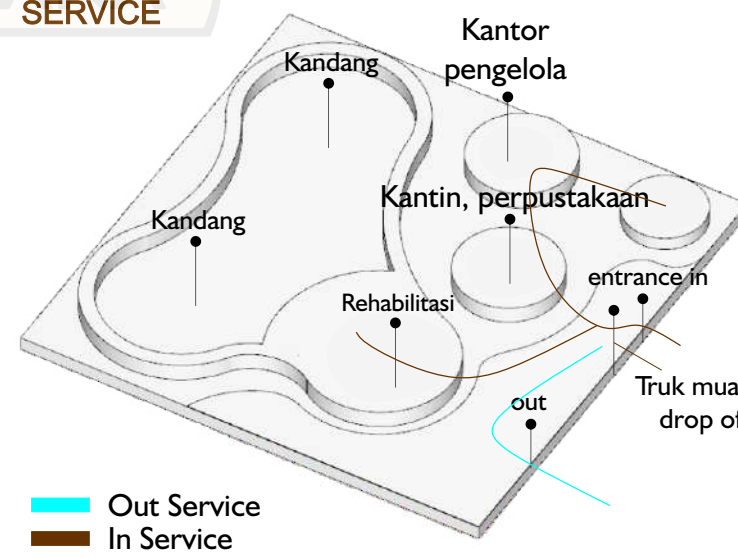 SERVICE
Kantor
pengelola
Kandang
Kantin, perpustakaan
Kandang
entrance in
Rehabilitasi
Truk mua
drop of
out
Out Service
In Service